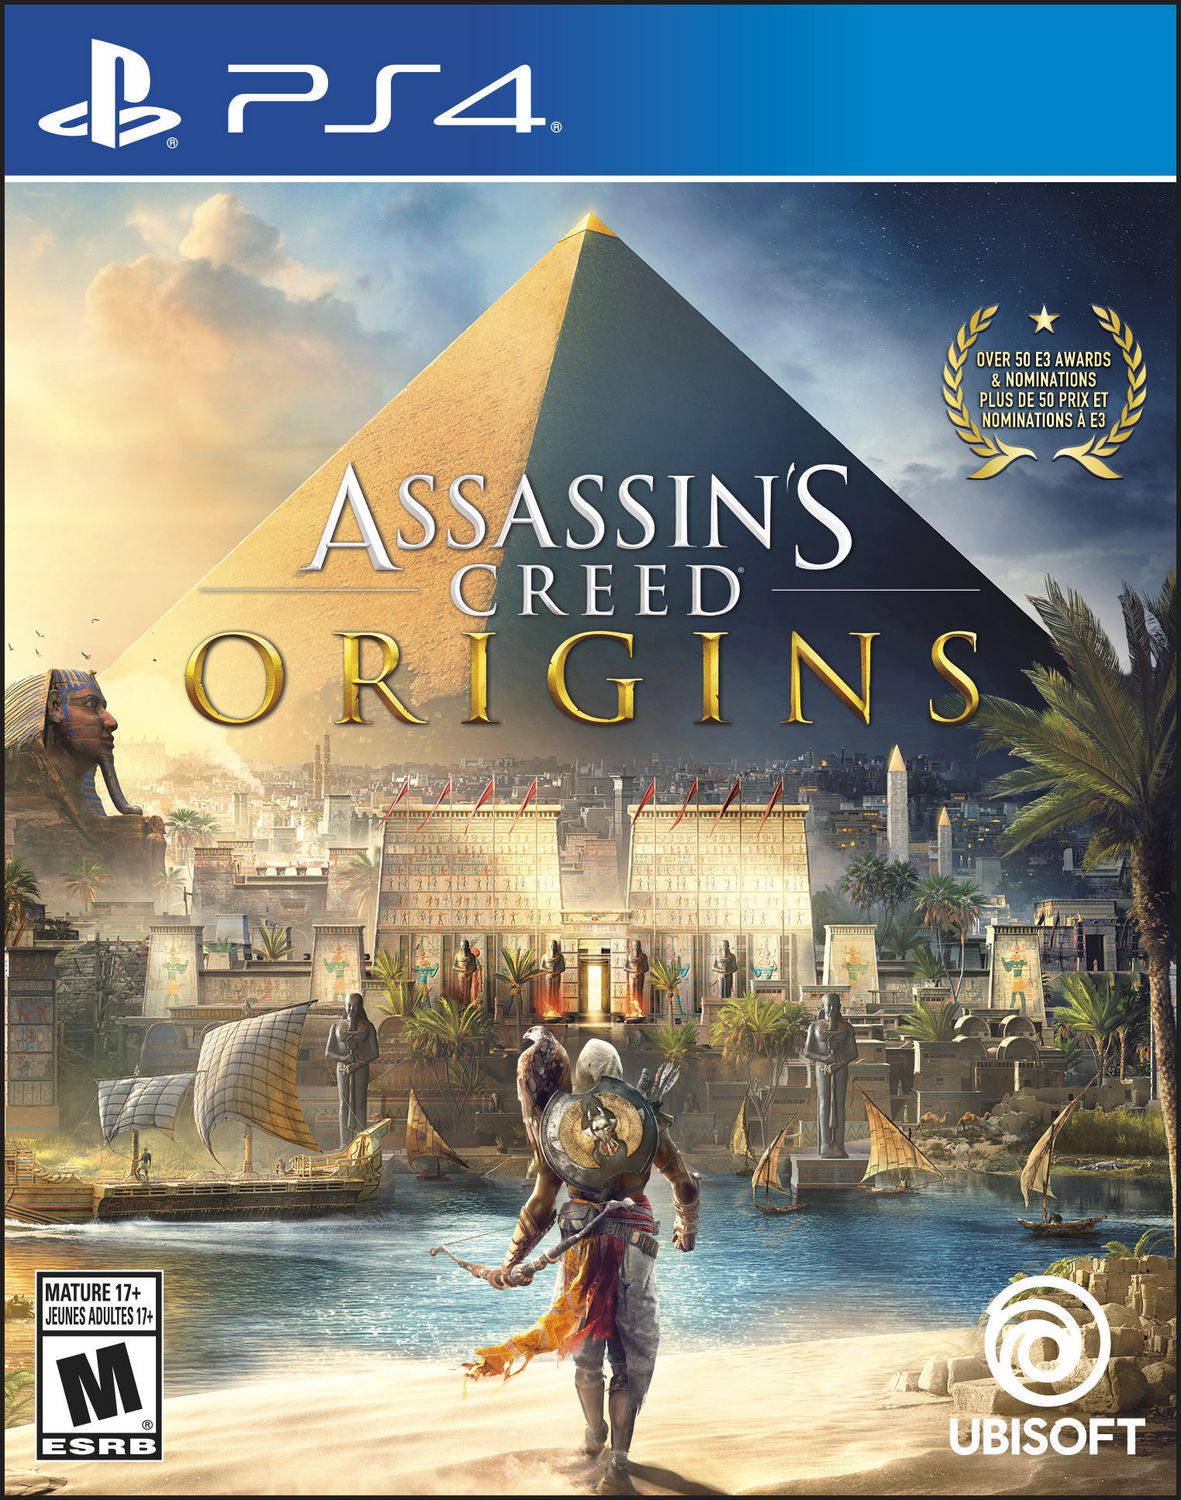 PS4
OVER 50 E3 AWARDS
& NOMINATIONS
PLUS DE 50 PRIX ET
NOMINATIONS À E3
ASSASSIN'S
CREED®
ORIGINS
MATURE 17+
JEUNES ADULTES 17+
M
ESRB
UBISOFT